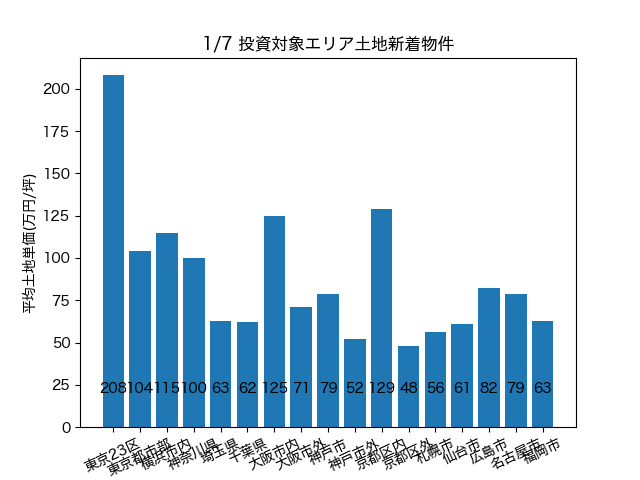 1/7 投資対象エリア土地新着物件
平均土地単価(万円/坪)
200
175
150
125
100
75
50
25
0
208 104 115 100 63 62 125 71 79 52 129 48 56 61 82 79 63
東京23区 東京都市部 横浜市内 神奈川県 埼玉県 千葉県 大阪市内 大阪市外 神戸市 神戸市外 京都区内 京都区外 札幌市 仙台市 広島市 名古屋市 福岡市